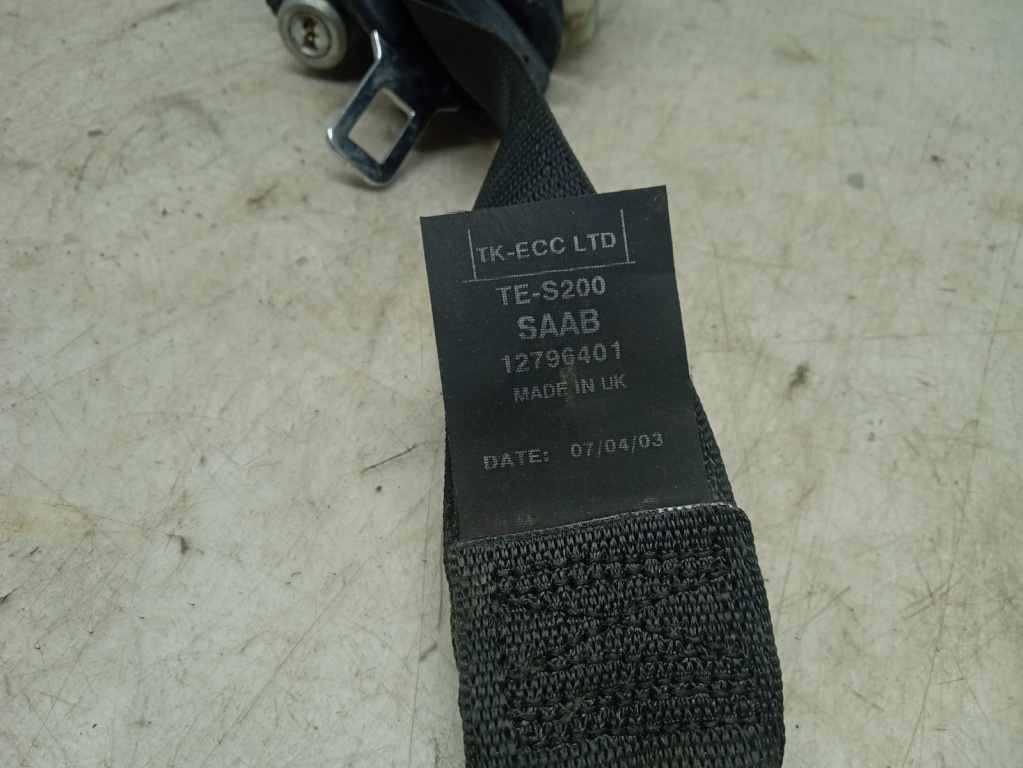 TK-ECC LTD
TE-S200
SAAB
12796401
MADE IN UK
DATE: 07/04/03